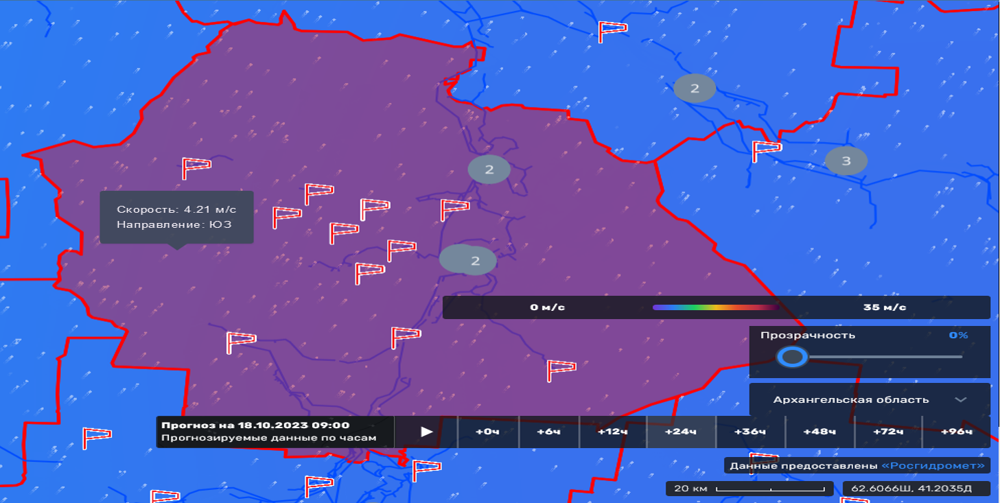 2
3
2
Скорость: 4.21 м/с
Направление: ЮЗ
2
0 м/с 35 м/с
Прозрачность 0%
Архангельская область
Прогноз на 18.10.2023 09:00
Прогнозируемые данные по часам
+0ч +6ч +12ч +24ч +36ч +48ч +72ч +96ч
Данные предоставлены «Росгидромет»
20 км
62.6066Ш, 41.2035Д